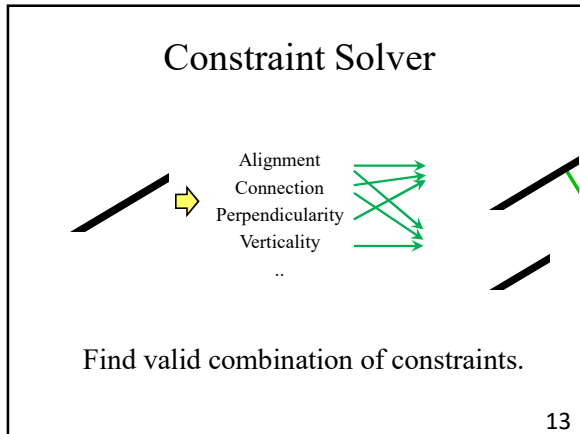 Constraint Solver
Alignment
Connection
Perpendicularity
Verticality
..
Find valid combination of constraints.
13